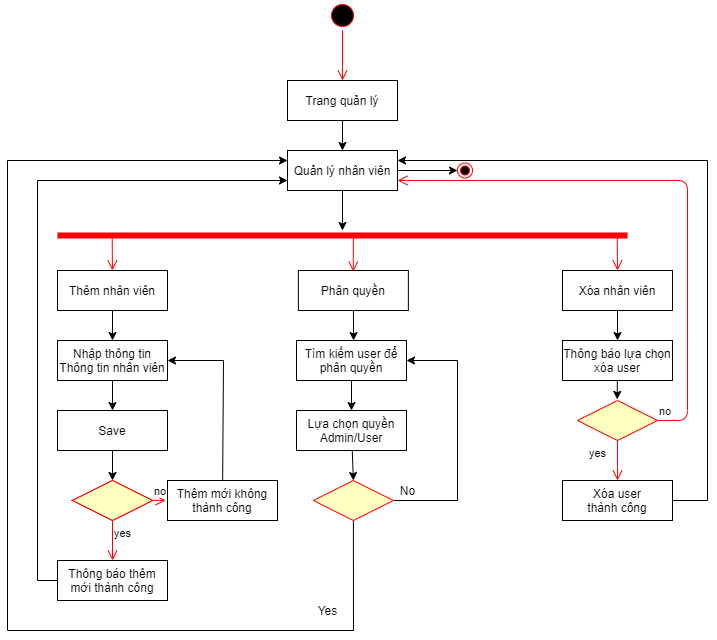 Trang quản lý
Quản lý nhân viên
Thêm nhân viên
Phân quyền
Xóa nhân viên
Nhập thông tin
Thông tin nhân viên
Tìm kiếm user để
phân quyền
Thông báo lựa chọn
xóa user
Save
Lựa chọn quyền
Admin/User
no
yes
no
Thêm mới không
thành công
No
Xóa user
thành công
yes
Thông báo thêm
mới thành công
Yes